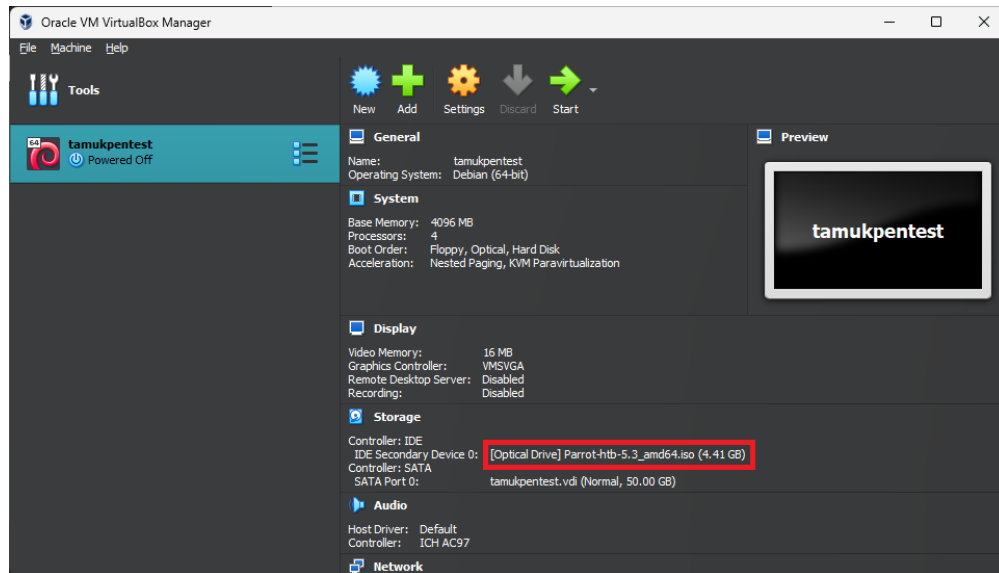 Oracle VM VirtualBox Manager
File Machine Help
Tools
New Add Settings Discard Start
64
tamukpentest
Powered Off
General
Name: tamukpentest
Operating System: Debian (64-bit)
Preview
tamukpentest
System
Base Memory: 4096 MB
Processors: 4
Boot Order: Floppy, Optical, Hard Disk
Acceleration: Nested Paging, KVM Paravirtualization
Display
Video Memory: 16 MB
Graphics Controller: VMSVGA
Remote Desktop Server: Disabled
Recording: Disabled
Storage
Controller: IDE
IDE Secondary Device 0: [Optical Drive] Parrot-htb-5.3_amd64.iso (4.41 GB)
Controller: SATA
SATA Port 0: tamukpentest.vdi (Normal, 50.00 GB)
Audio
Host Driver: Default
Controller: ICH AC97
Network